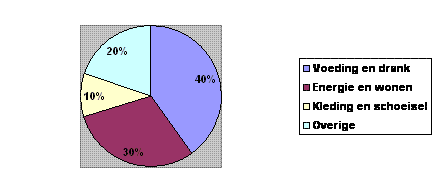 20%
40%
10%
30%
Voeding en drank
Energie en wonen
Kleding en schoeisel
Overige